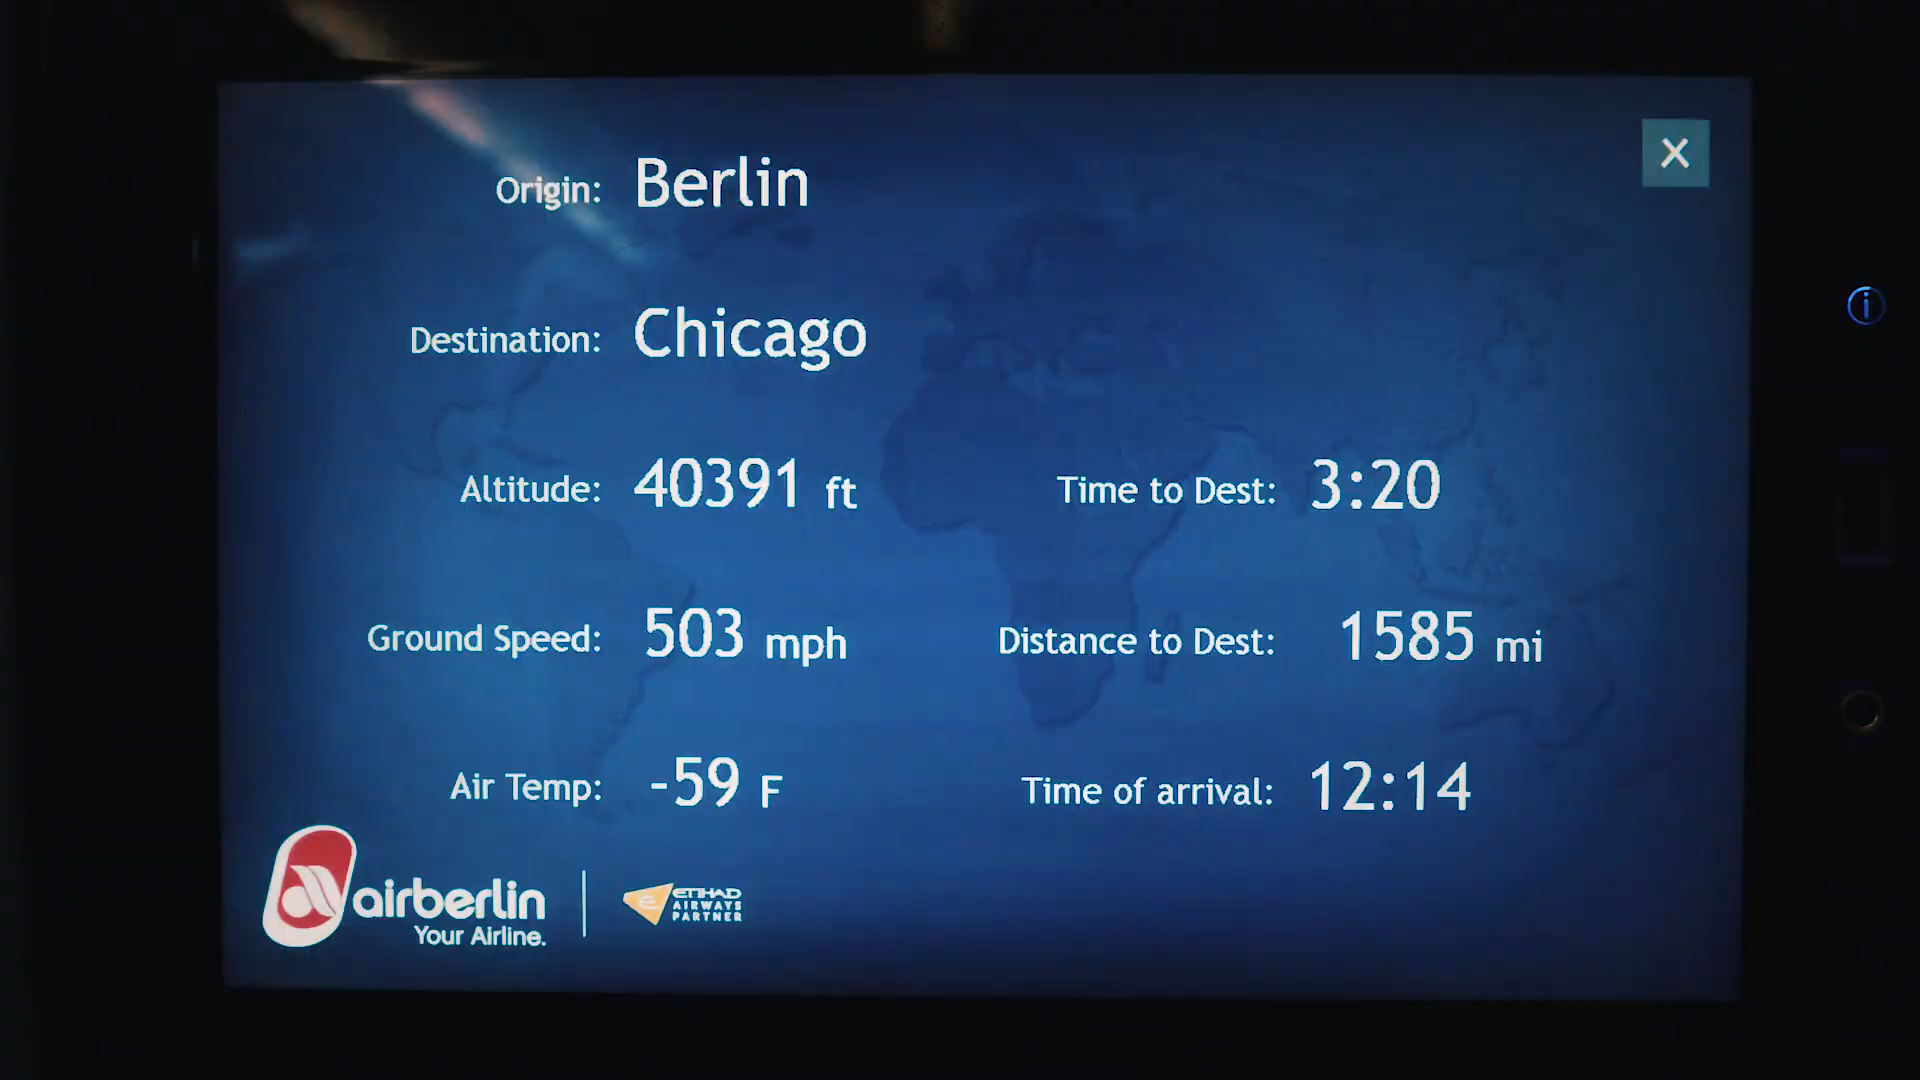 Origin: Berlin
Destination: Chicago
Altitude: 40391 ft
Time to Dest: 3:20
Ground Speed: 503 mph
Distance to Dest: 1585 mi
Air Temp: -59 F
Time of arrival: 12:14
airberlin
Your Airline.
ETIHAD
AIRWAYS
PARTNER